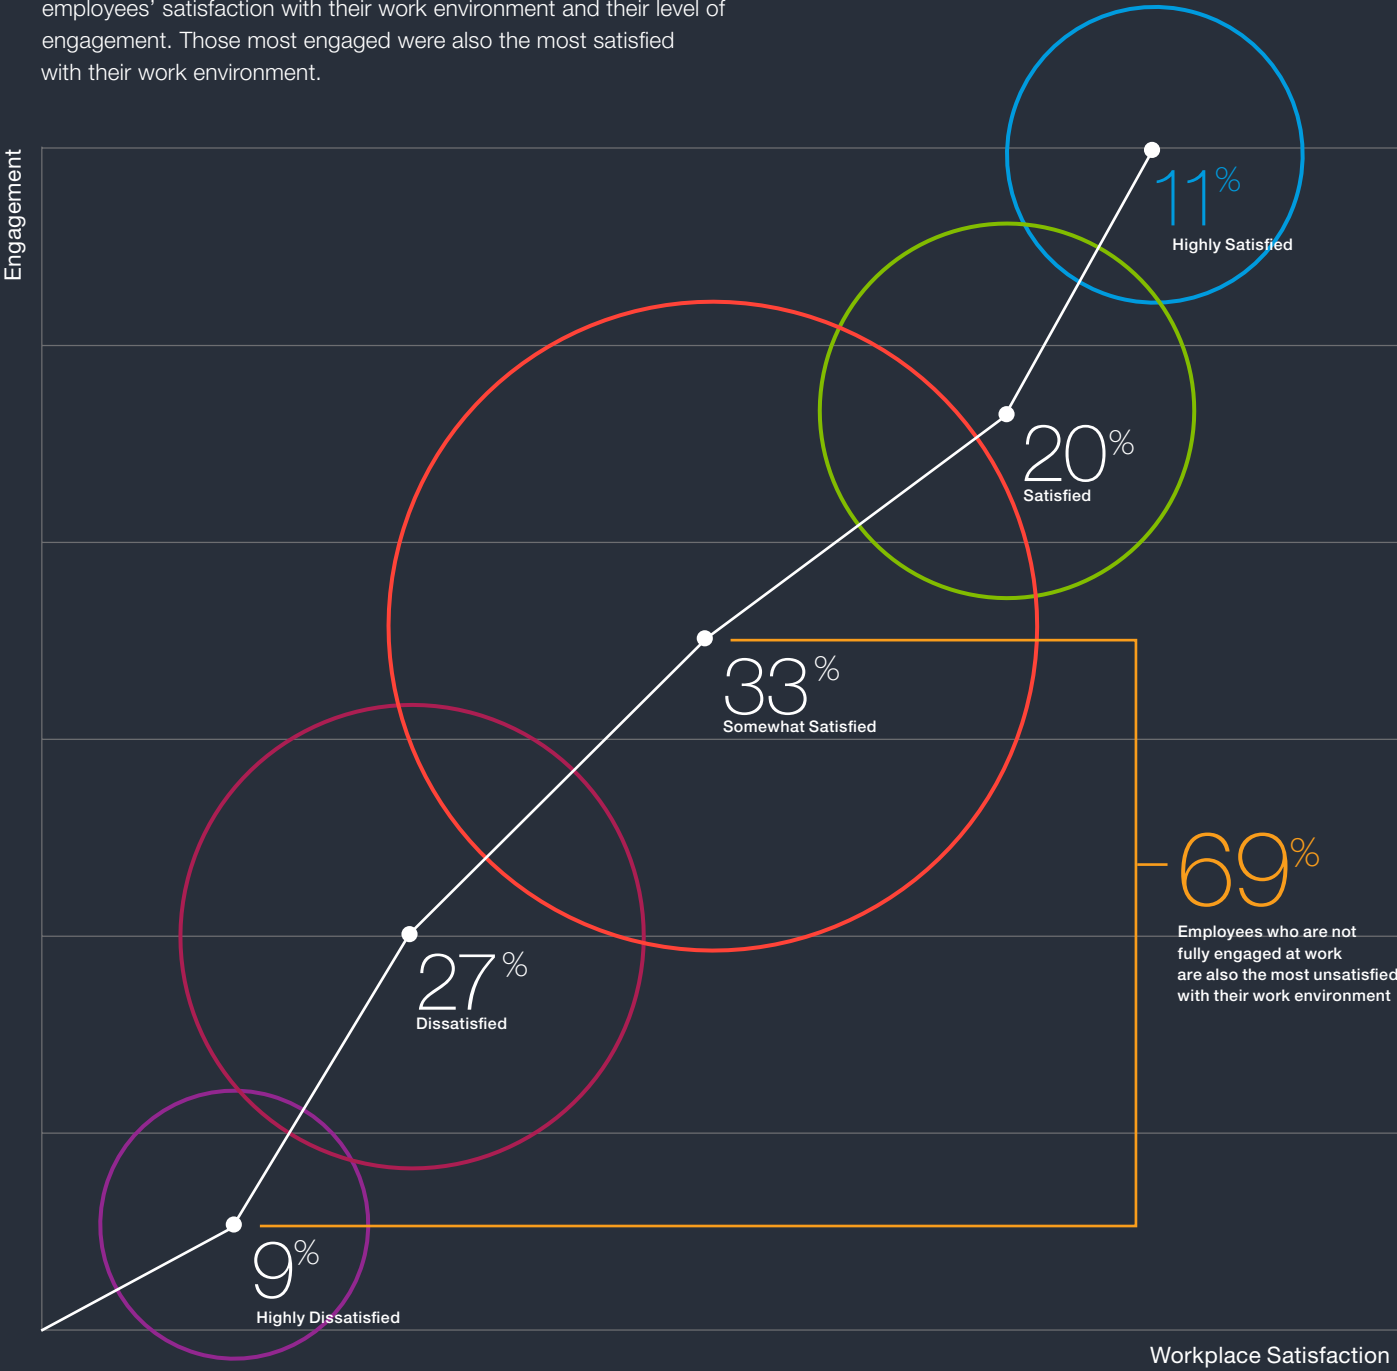 employees’ satisfaction with their work environment and their level of
engagement. Those most engaged were also the most satisfied
with their work environment.
Engagement
11%
Highly Satisfied
20%
Satisfied
33%
Somewhat Satisfied
69%
Employees who are not
fully engaged at work
are also the most unsatisfied
with their work environment
27%
Dissatisfied
9%
Highly Dissatisfied
Workplace Satisfaction